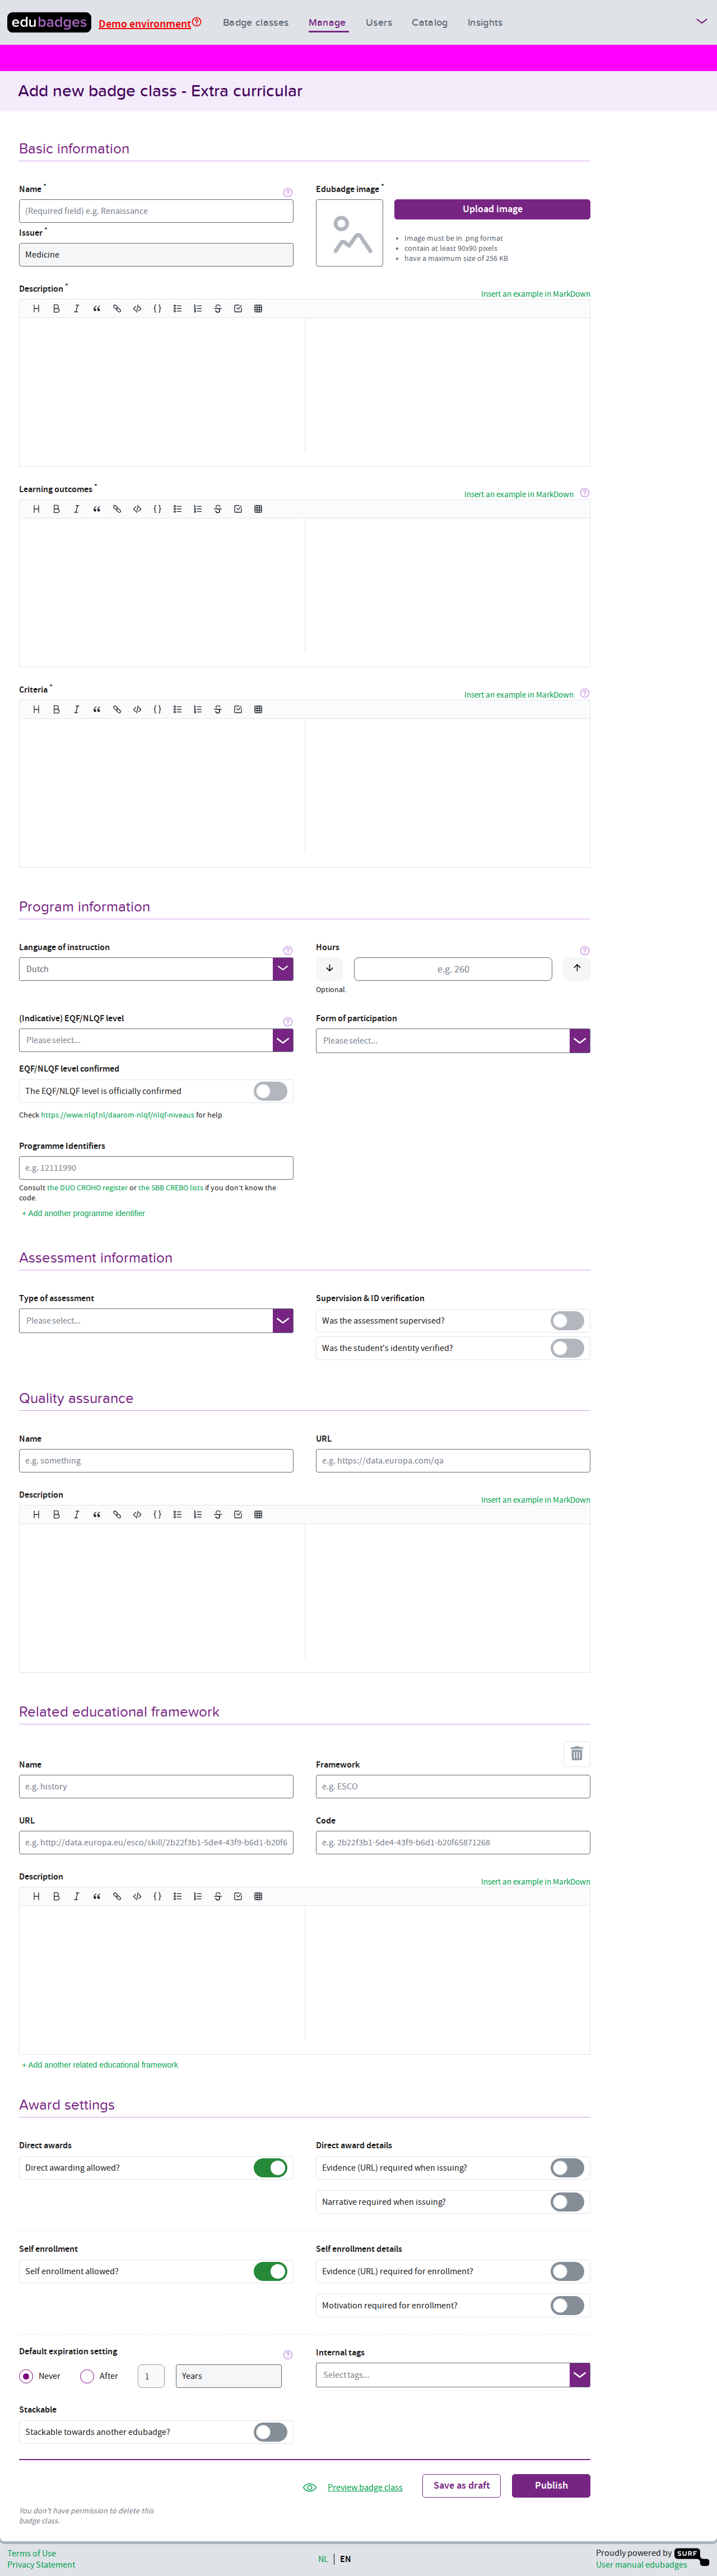 edubadges Demo environment Badge classes Manage Users Catalog Insights
Add new badge class - Extra curricular
Basic information
Name *
(Required field) e.g. Renaissance
Issuer *
Medicine
Edubadge image *
Upload image
• Image must be in .png format
• contain at least 90x90 pixels
• have a maximum size of 256 KB
Description * Insert an example in MarkDown
Learning outcomes * Insert an example in MarkDown
Criteria * Insert an example in MarkDown
Program information
Language of instruction
Dutch
Hours
e.g. 260
Optional.
(Indicative) EQF/NLQF level
Please select...
Form of participation
Please select...
EQF/NLQF level confirmed
The EQF/NLQF level is officially confirmed
Check https://www.nlqf.nl/daarom-nlqf/nlqf-niveaus for help
Programme Identifiers
e.g. 12111990
Consult the DUO CROHO register or the SBB CREBO lists if you don't know the
code.
+ Add another programme identifier
Assessment information
Type of assessment
Please select...
Supervision & ID verification
Was the assessment supervised?
Was the student's identity verified?
Quality assurance
Name
e.g. something
URL
e.g. https://data.europa.com/qa
Description Insert an example in MarkDown
Related educational framework
Name
e.g. history
Framework
e.g. ESCO
URL
e.g. http://data.europa.eu/esco/skill/2b22f3b1-5de4-43f9-b6d1-b20f6
Code
e.g. 2b22f3b1-5de4-43f9-b6d1-b20f65871268
Description Insert an example in MarkDown
+ Add another related educational framework
Award settings
Direct awards
Direct awarding allowed?
Direct award details
Evidence (URL) required when issuing?
Narrative required when issuing?
Self enrollment
Self enrollment allowed?
Self enrollment details
Evidence (URL) required for enrollment?
Motivation required for enrollment?
Default expiration setting
Never After 1 Years
Internal tags
Select tags...
Stackable
Stackable towards another edubadge?
Preview badge class Save as draft Publish
You don't have permission to delete this
badge class.
Terms of Use
Privacy Statement
NL EN
Proudly powered by SURF
User manual edubadges